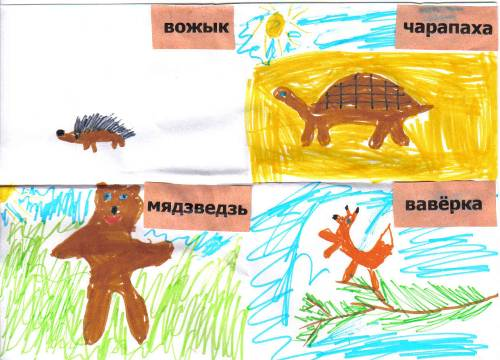 вожык
чарапаха
мядзведзь
вавёрка